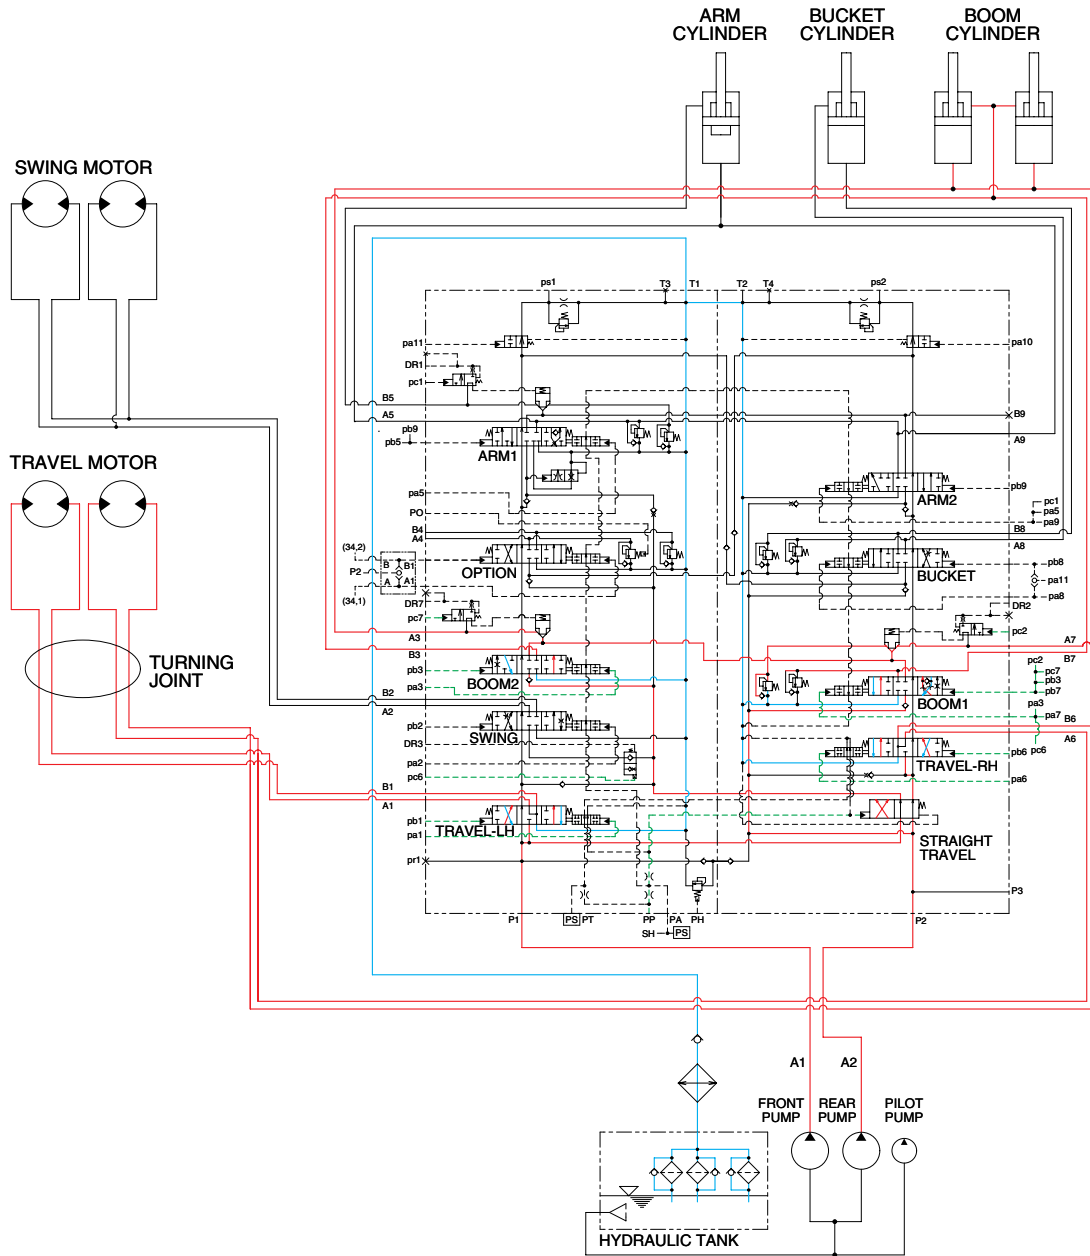 ARM
CYLINDER
BUCKET
CYLINDER
BOOM
CYLINDER
SWING MOTOR
TRAVEL MOTOR
TURNING
JOINT
ps1
T3
T1
T2
T4
ps2
pa11
DR1
pc1
B5
A5
pb9
pb5
ARM1
pa5
PO
B4
A4
(34,2)
P2
(34,1)
B
B1
A
A1
OPTION
DR7
pc7
A3
B3
pb3
pa3
BOOM2
B2
A2
pb2
SWING
DR3
pa2
pc6
B1
A1
pb1
pa1
TRAVEL-LH
pr1
pa10
B9
A9
pb9
ARM2
pc1
pa5
pa9
B8
A8
pb8
BUCKET
pa11
pa8
DR2
pc2
A7
B7
pc2
pc7
pb3
pb7
BOOM1
pa3
pa7
B6
A6
pb6
pc6
TRAVEL-RH
pa6
STRAIGHT
TRAVEL
P3
P1
PS
PT
PP
PA
PH
P2
SH
PS
A1
A2
FRONT
PUMP
REAR
PUMP
PILOT
PUMP
HYDRAULIC TANK